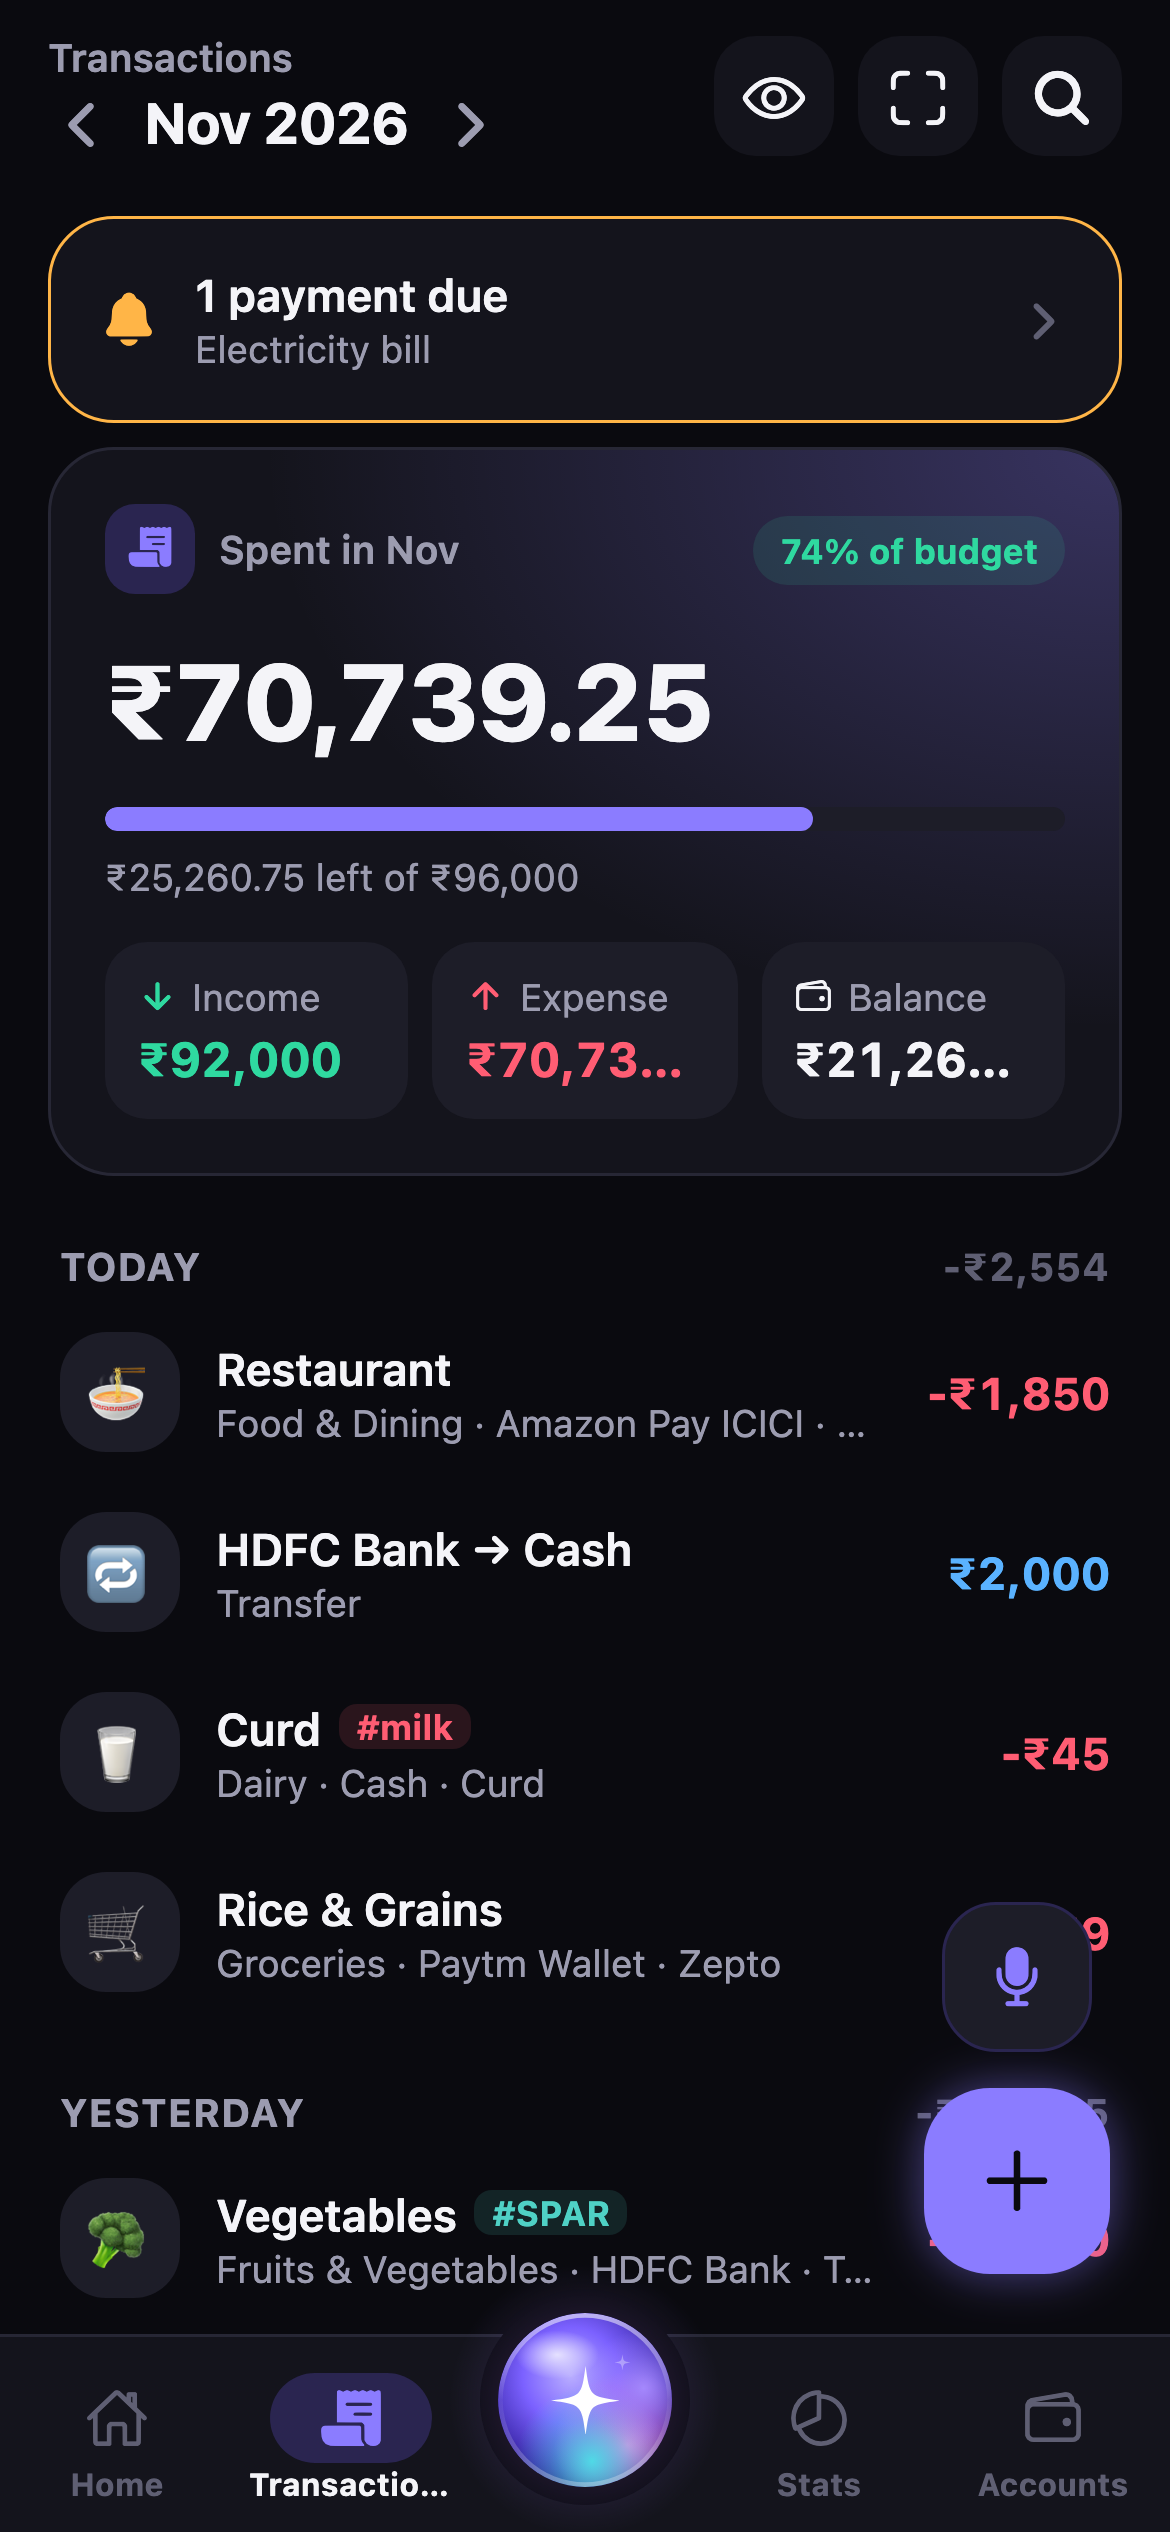 Transactions
Nov 2026
1 payment due
Electricity bill
Spent in Nov
74% of budget
₹70,739.25
₹25,260.75 left of ₹96,000
Income
Expense
Balance
₹92,000
₹70,73...
₹21,26...
TODAY
-₹2,554
Restaurant
Food & Dining · Amazon Pay ICICI · ...
-₹1,850
HDFC Bank → Cash
Transfer
₹2,000
Curd #milk
Dairy · Cash · Curd
-₹45
Rice & Grains
Groceries · Paytm Wallet · Zepto
YESTERDAY
Vegetables #SPAR
Fruits & Vegetables · HDFC Bank · T...
Home
Transactio...
Stats
Accounts